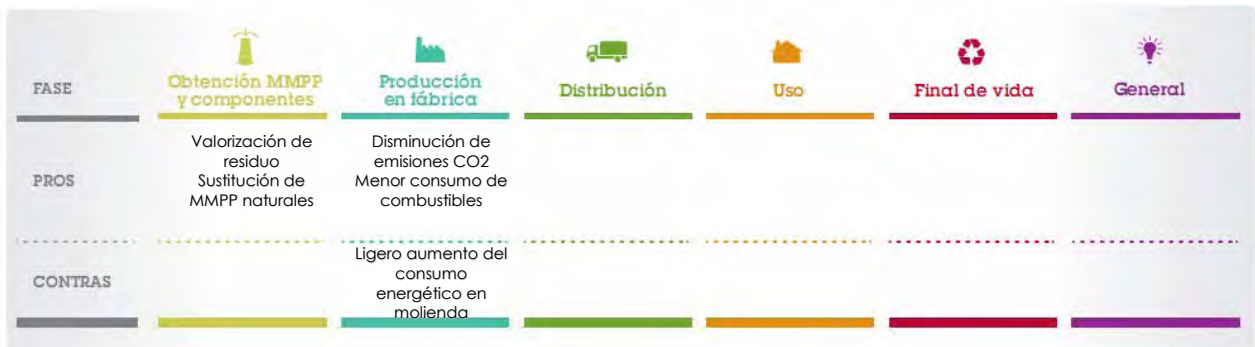 FASE
Obtención MMPP
y componentes
Producción
en fábrica
Distribución
Uso
Final de vida
General
PROS
Valorización de
residuo
Sustitución de
MMPP naturales
Disminución de
emisiones CO2
Menor consumo de
combustibles
CONTRAS
Ligero aumento del
consumo
energético en
molienda